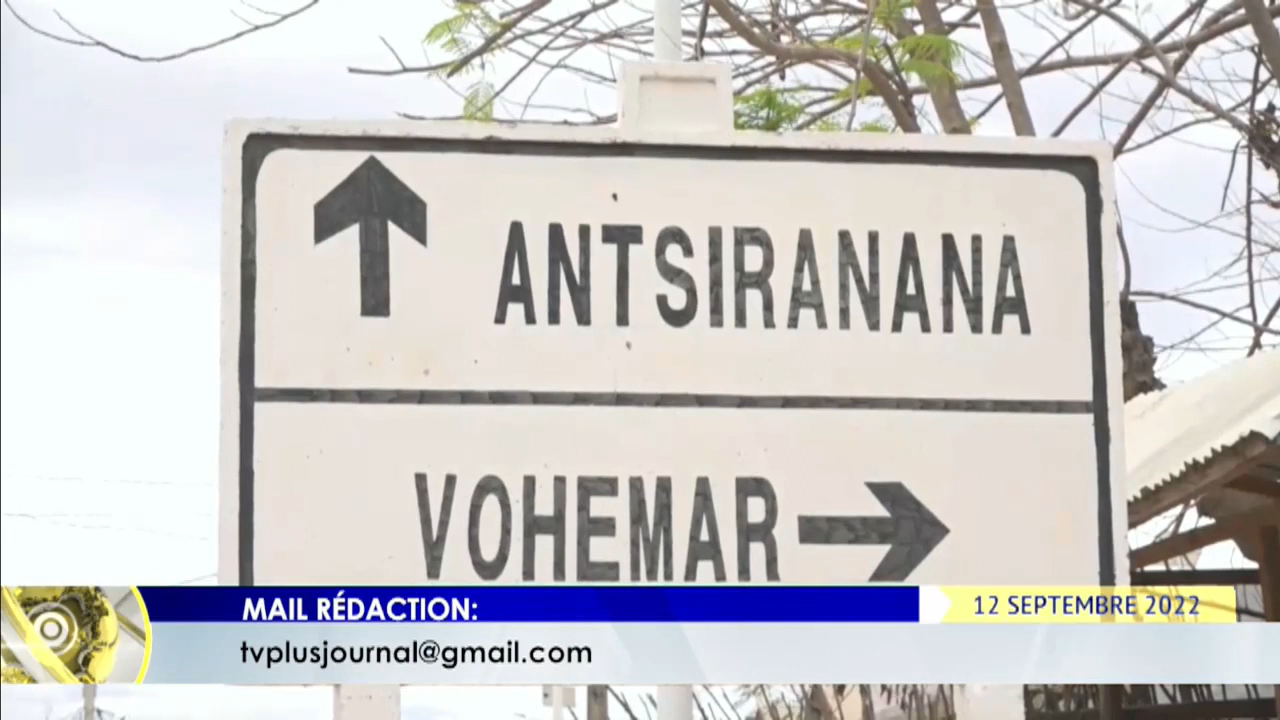 ANTSIRANANA
VOHEMAR
MAIL RÉDACTION:
12 SEPTEMBRE 2022
tvplusjournal@gmail.com